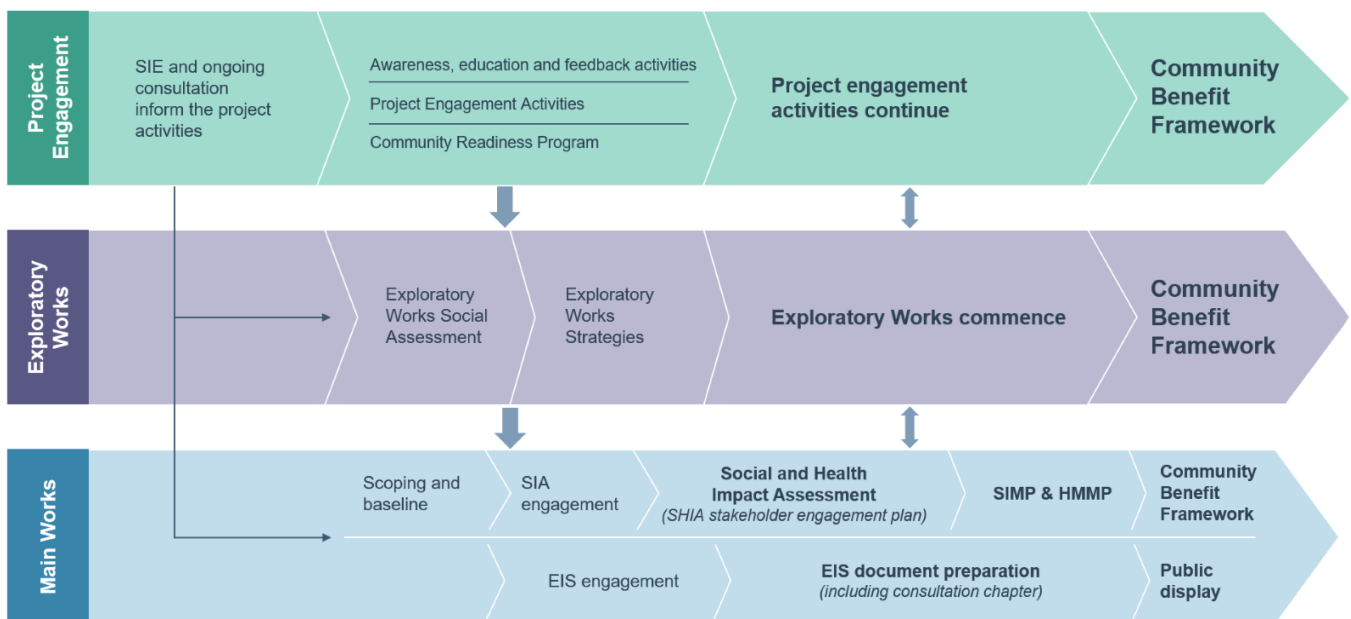 Project
Engagement
SIE and ongoing
consultation
inform the project
activities
Awareness, education and feedback activities
Project Engagement Activities
Community Readiness Program
Project engagement
activities continue
Community
Benefit
Framework
Exploratory
Works
Exploratory
Works Social
Assessment
Exploratory
Works
Strategies
Exploratory Works commence
Community
Benefit
Framework
Main Works
Scoping and
baseline
SIA
engagement
Social and Health
Impact Assessment
(SHIA stakeholder engagement plan)
SIMP & HMMP
Community
Benefit
Framework
EIS engagement
EIS document preparation
(including consultation chapter)
Public
display